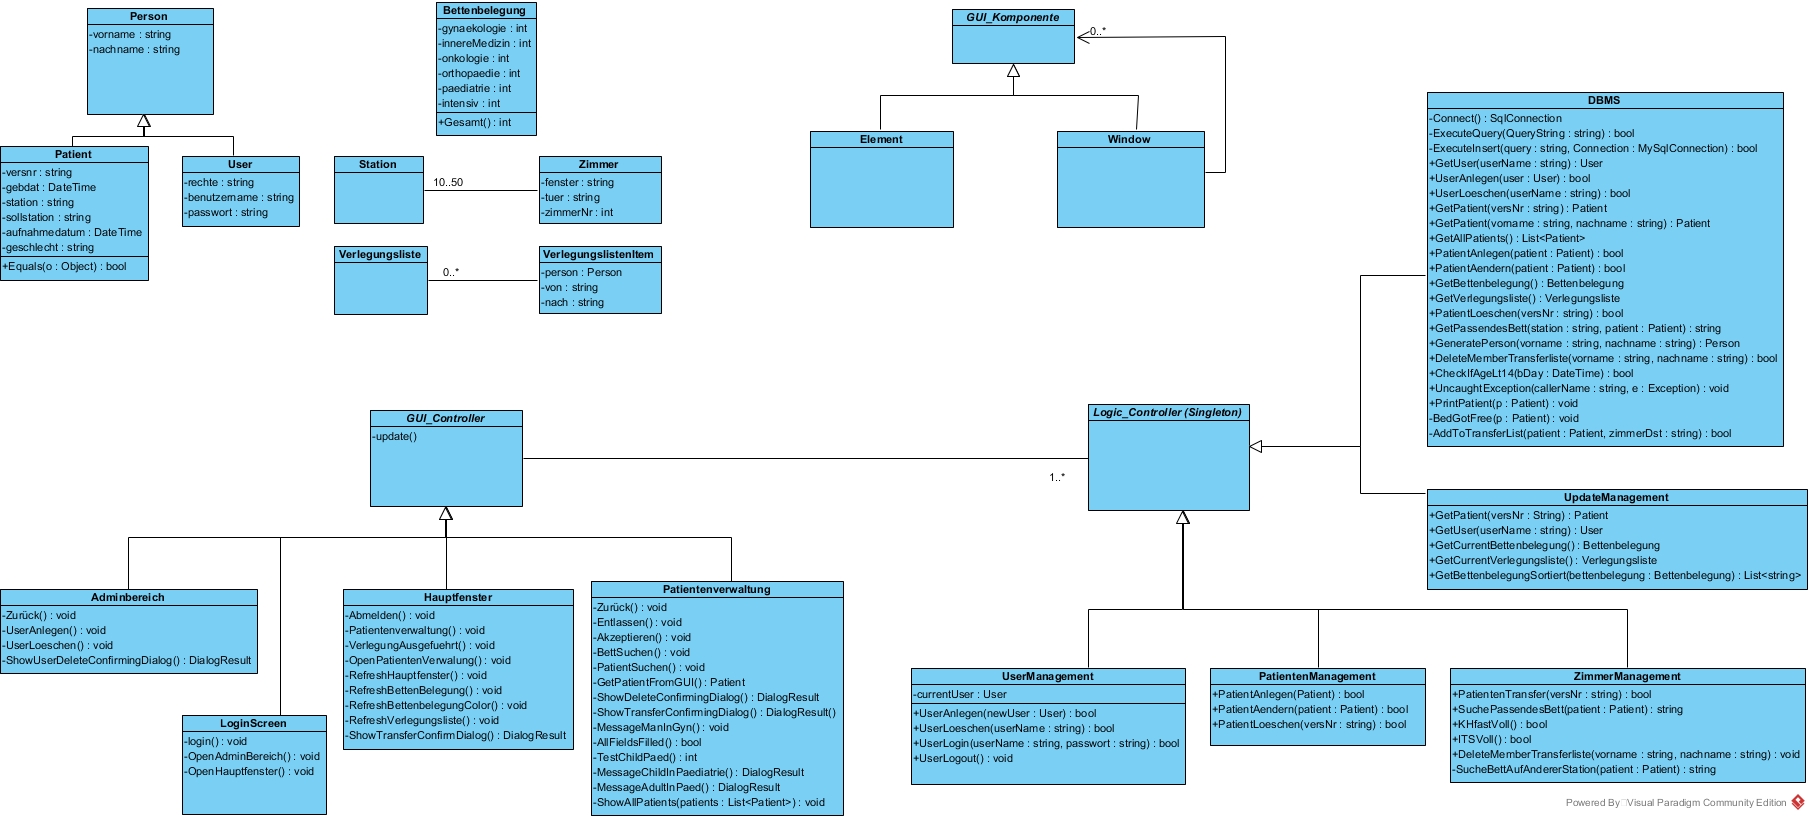 Person
-vorname : string
-nachname : string
Bettenbelegung
-gynaekologie : int
-innereMedizin : int
-onkologie : int
-orthopaedie : int
-paediatrie : int
-intensiv : int
+Gesamt() : int
GUI_Komponente
0..*
Patient
-versnr : string
-gebdat : DateTime
-station : string
-sollstation : string
-aufnahmedatum : DateTime
-geschlecht : string
+Equals(o : Object) : bool
User
-rechte : string
-benutzername : string
-passwort : string
Station
10..50
Zimmer
-fenster : string
-tuer : string
-zimmerNr : int
Verlegungsliste
0..*
VerlegungslistenItem
-person : Person
-von : string
-nach : string
Element
Window
DBMS
-Connect() : SqlConnection
-ExecuteQuery(QueryString : string) : bool
-ExecuteInsert(query : string, Connection : MySqlConnection) : bool
+GetUser(userName : string) : User
+UserAnlegen(user : User) : bool
+UserLoeschen(userName : string) : bool
+GetPatient(versNr : string) : Patient
+GetPatient(vorname : string, nachname : string) : Patient
+GetAllPatients() : List<Patient>
+PatientAnlegen(patient : Patient) : bool
+PatientAendern(patient : Patient) : bool
+GetBettenbelegung() : Bettenbelegung
+GetVerlegungsliste() : Verlegungsliste
+PatientLoeschen(versNr : string) : bool
+GetPassendesBett(station : string, patient : Patient) : string
+GeneratePerson(vorname : string, nachname : string) : Person
+DeleteMemberTransferliste(vorname : string, nachname : string) : bool
+CheckIfAgeLt14(bDay : DateTime) : bool
+UncaughtException(callerName : string, e : Exception) : void
+PrintPatient(p : Patient) : void
-BedGotFree(p : Patient) : void
-AddToTransferList(patient : Patient, zimmerDst : string) : bool
GUI_Controller
-update()
1..*
Logic_Controller (Singleton)
UpdateManagement
+GetPatient(versNr : String) : Patient
+GetUser(userName : string) : User
+GetCurrentBettenbelegung() : Bettenbelegung
+GetCurrentVerlegungsliste() : Verlegungsliste
+GetBettenbelegungSortiert(bettenbelegung : Bettenbelegung) : List<string>
Adminbereich
-Zurück() : void
-UserAnlegen() : void
-UserLoeschen() : void
-ShowUserDeleteConfirmingDialog() : DialogResult
LoginScreen
-login() : void
-OpenAdminBereich() : void
-OpenHauptfenster() : void
Hauptfenster
-Abmelden() : void
-Patientenverwaltung() : void
-VerlegungAusgefuehrt() : void
-OpenPatientenVerwalung() : void
-RefreshHauptfenster() : void
-RefreshBettenBelegung() : void
-RefreshBettenbelegungColor() : void
-RefreshVerlegungsliste() : void
-ShowTransferConfirmDialog() : DialogResult
Patientenverwaltung
-Zurück() : void
-Entlassen() : void
-Akzeptieren() : void
-BettSuchen() : void
-PatientSuchen() : void
-GetPatientFromGUI() : Patient
-ShowDeleteConfirmingDialog() : DialogResult
-ShowTransferConfirmingDialog() : DialogResult()
-MessageManInGyn() : void
-AllFieldsFilled() : bool
-TestChildPaed() : int
-MessageChildInPaediatrie() : DialogResult
-MessageAdultInPaed() : DialogResult
-ShowAllPatients(patients : List<Patient>) : void
UserManagement
-currentUser : User
+UserAnlegen(newUser : User) : bool
+UserLoeschen(userName : string) : bool
+UserLogin(userName : string, passwort : string) : bool
+UserLogout() : void
PatientenManagement
+PatientAnlegen(Patient) : bool
+PatientAendern(patient : Patient) : bool
+PatientLoeschen(versNr : string) : bool
ZimmerManagement
+PatientenTransfer(versNr : string) : bool
+SuchePassendesBett(patient : Patient) : string
+KHfastVoll() : bool
+ITSVoll() : bool
+DeleteMemberTransferliste(vorname : string, nachname : string) : void
-SucheBettAufAndererStation(patient : Patient) : string
Powered By Visual Paradigm Community Edition